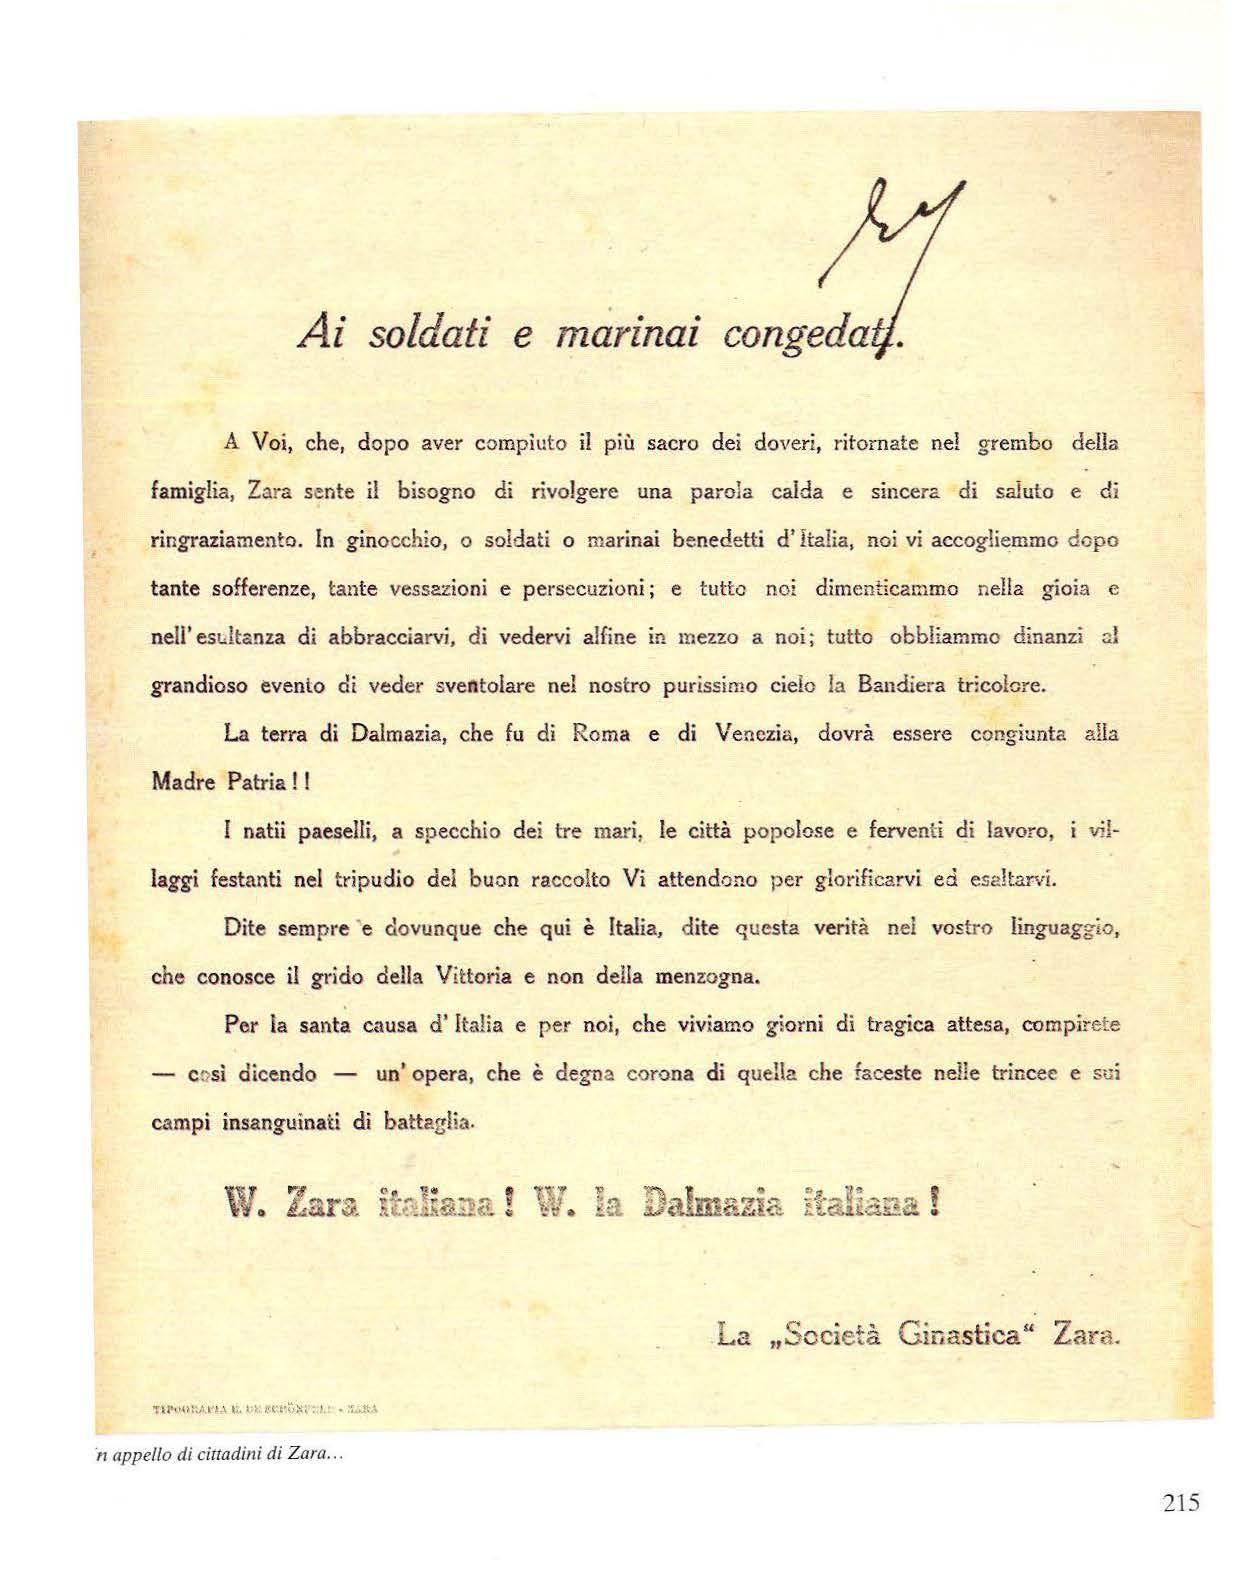 Ai soldati e marinai congedati.
A Voi, che, dopo aver compiuto il più sacro dei doveri, ritornate nel grembo della
famiglia, Zara sente il bisogno di rivolgere una parola calda e sincera di saluto e di
ringraziamento. In ginocchio, o soldati o marinai benedetti d' Italia, noi vi accogliemmo dopo
tante sofferenze, tante vessazioni e persecuzioni; e tutto noi dimenticammo nella gioia e
nell' esultanza di abbracciarvi, di vedervi alfine in mezzo a noi; tutto obbliammo dinanzi al
grandioso evento di veder sventolare nel nostro purissimo cielo la Bandiera tricolore.
La terra di Dalmazia, che fu di Roma e di Venezia, dovrà essere congiunta alla
Madre Patria ! !
I natii paeselli, a specchio dei tre mari, le città popolose e ferventi di lavoro, i vil-
laggi festanti nel tripudio del buon raccolto Vi attendono per glorificarvi ed esaltarvi.
Dite sempre e dovunque che qui è Italia, dite questa verità nel vostro linguaggio,
che conosce il grido della Vittoria e non della menzogna.
Per la santa causa d' Italia e per noi, che viviamo giorni di tragica attesa, compirete
— così dicendo — un' opera, che è degna corona di quella che faceste nelle trincee e sui
campi insanguinati di battaglia.
W. Zara italiana ! W. la Dalmazia italiana !
La „Società Ginastica“ Zara.
TIPOGRAFIA E. DE SCHÖNFELD - ZARA
n appello di cittadini di Zara...
215